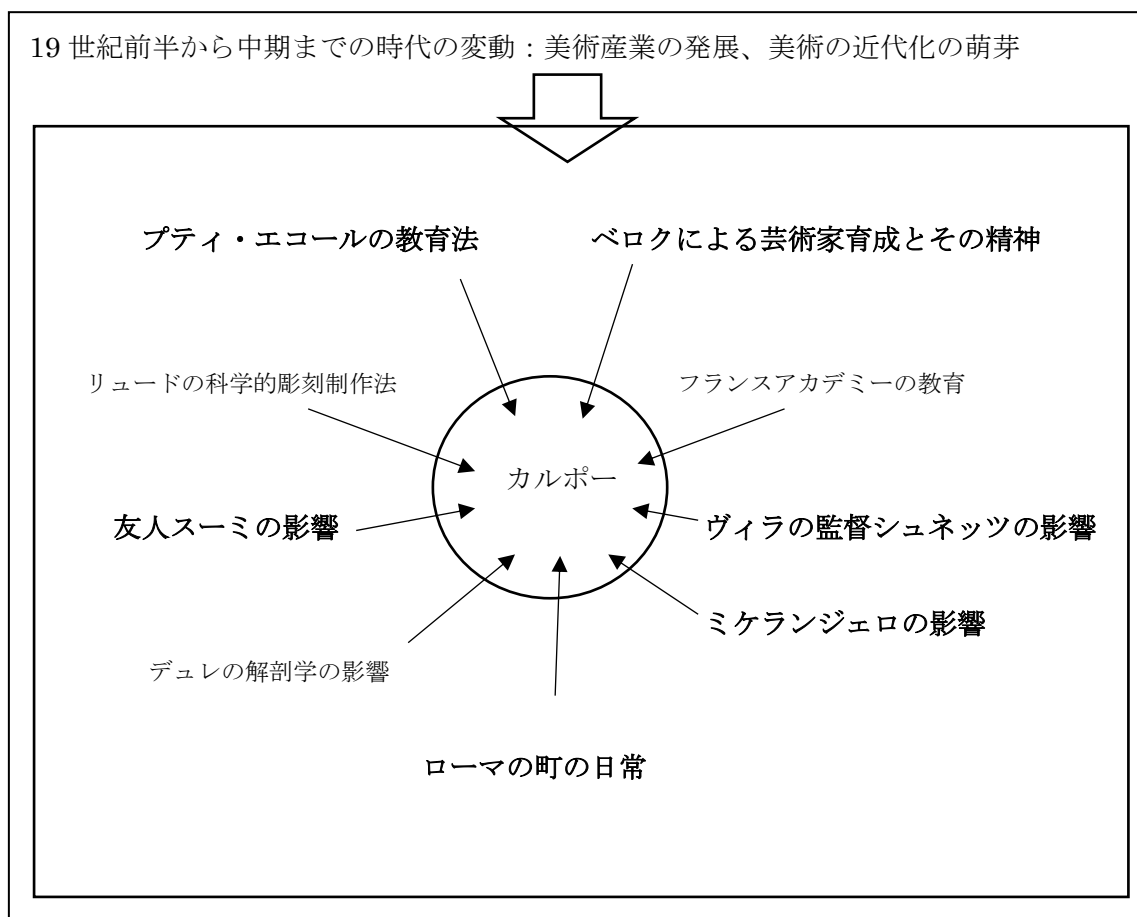 19 世紀前半から中期までの時代の変動：美術産業の発展、美術の近代化の萌芽
プティ・エコールの教育法
ベロクによる芸術家育成とその精神
リュードの科学的彫刻制作法
フランスアカデミーの教育
カルポー
友人スーミの影響
ヴィラの監督シュネッツの影響
ミケランジェロの影響
デュレの解剖学の影響
ローマの町の日常